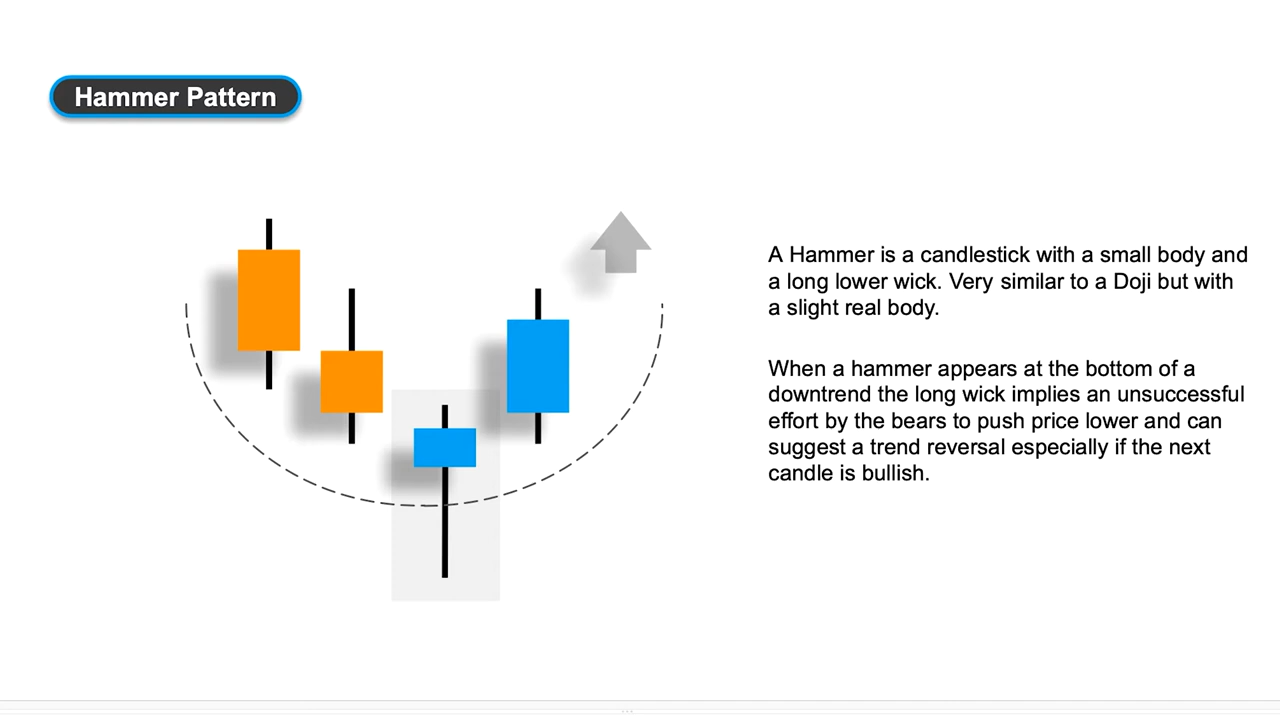 Hammer Pattern
A Hammer is a candlestick with a small body and
a long lower wick. Very similar to a Doji but with
a slight real body.
When a hammer appears at the bottom of a
downtrend the long wick implies an unsuccessful
effort by the bears to push price lower and can
suggest a trend reversal especially if the next
candle is bullish.